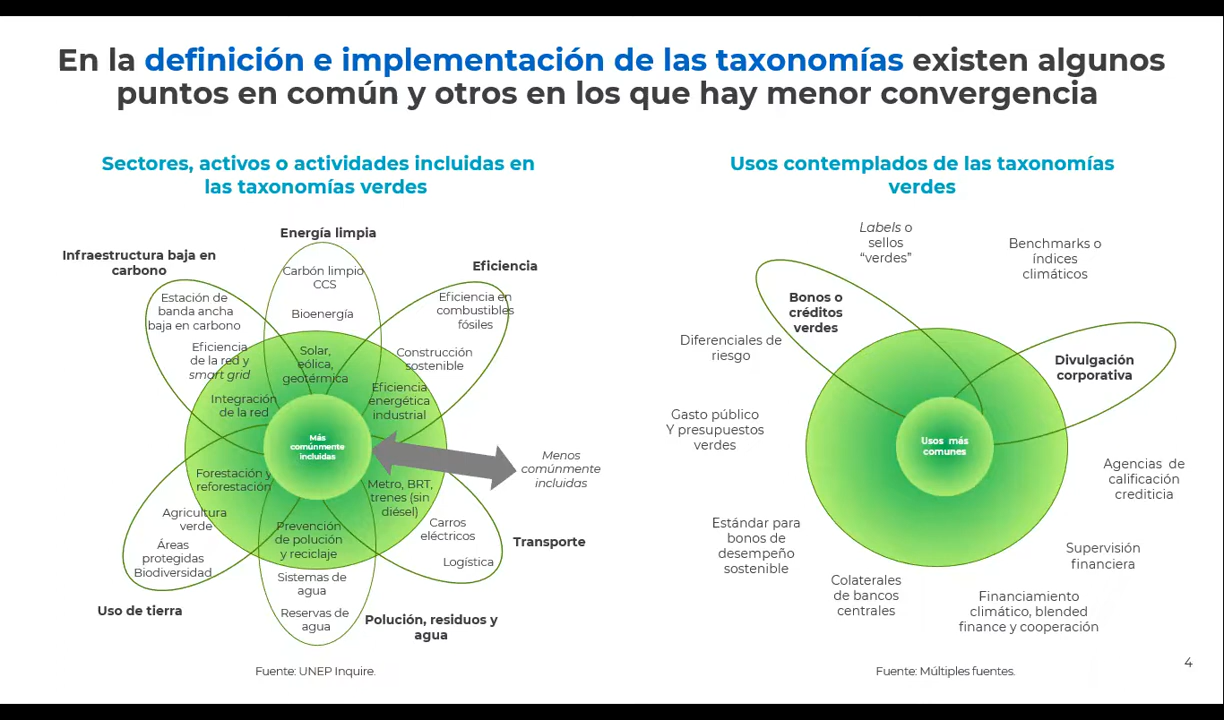 En la definición e implementación de las taxonomías existen algunos
puntos en común y otros en los que hay menor convergencia
Sectores, activos o actividades incluidas en
las taxonomías verdes
Energía limpia
Infraestructura baja en
carbono
Eficiencia
Carbón limpio
CCS
Bioenergía
Estación de
banda ancha
baja en carbono
Eficiencia en
combustibles
fósiles
Eficiencia
de la red y
smart grid
Solar,
eólica,
geotérmica
Construcción
sostenible
Integración
de la red
Eficiencia
energética
industrial
Más
comúnmente
incluidas
Menos
comúnmente
incluidas
Forestación y
reforestación
Metro, BRT,
trenes (sin
diésel)
Agricultura
verde
Prevención
de polución
y reciclaje
Carros
eléctricos
Áreas
protegidas
Biodiversidad
Logística
Transporte
Sistemas de
agua
Reservas de
agua
Uso de tierra
Polución, residuos y
agua
Fuente: UNEP Inquire.
Usos contemplados de las taxonomías
verdes
Labels o
sellos
“verdes”
Benchmarks o
índices
climáticos
Bonos o
créditos
verdes
Diferenciales de
riesgo
Divulgación
corporativa
Gasto público
Y presupuestos
verdes
Usos más
comunes
Agencias de
calificación
crediticia
Estándar para
bonos de
desempeño
sostenible
Supervisión
financiera
Colaterales
de bancos
centrales
Financiamiento
climático, blended
finance y cooperación
Fuente: Múltiples fuentes.
4